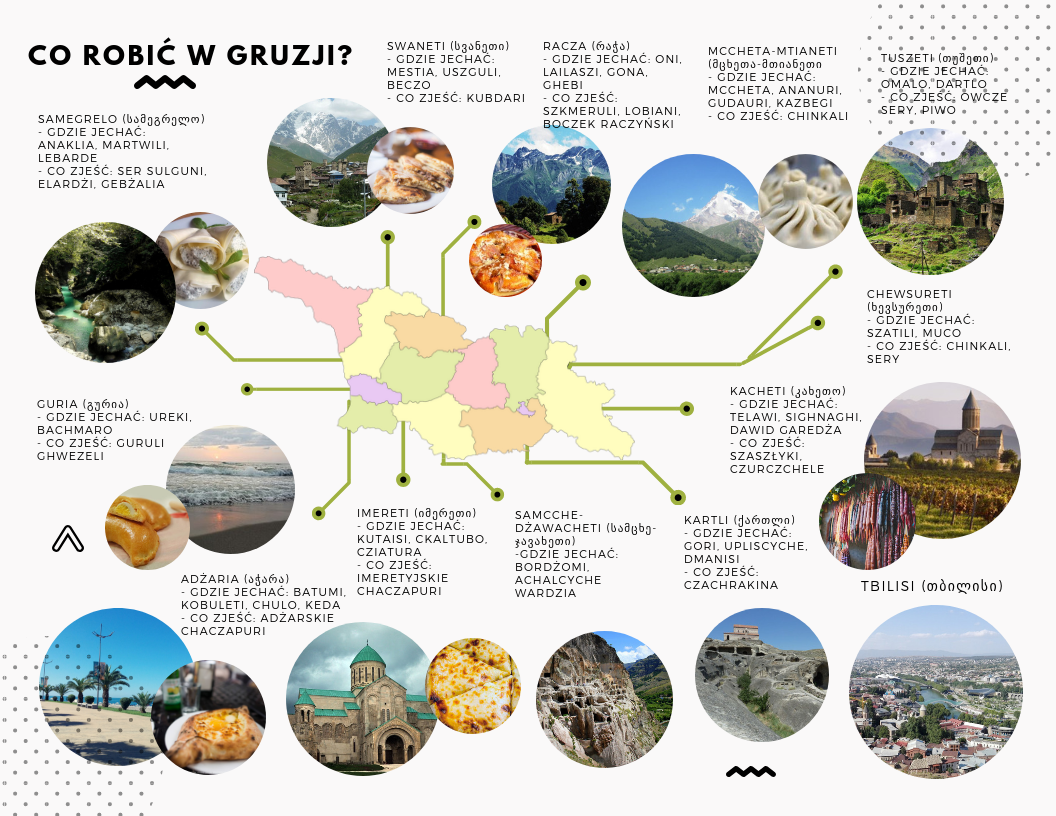 CO ROBIĆ W GRUZJI?
SWANETI (სვანეთი)
- GDZIE JECHAĆ:
MESTIA, USZGULI,
BECZO
- CO ZJEŚĆ: KUBDARI
RACZA (რაჭა)
- GDZIE JECHAĆ: ONI,
LAILASZI, GONA,
GHEBI
- CO ZJEŚĆ:
SZKMERULI, LOBIANI,
BOCZEK RACZYŃSKI
MCCHETA-MTIANETI
(მცხეთა-მთიანეთი
- GDZIE JECHAĆ:
MCCHETA, ANANURI,
GUDAURI, KAZBEGI
- CO ZJEŚĆ: CHINKALI
TUSZETI (თუშეთი)
- GDZIE JECHAĆ:
OMALO, DARTLO
- CO ZJEŚĆ: OWCZE
SERY, PIWO
SAMEGRELO (სამეგრელო)
- GDZIE JECHAĆ:
ANAKLIA, MARTWILI,
LEBARDE
- CO ZJEŚĆ: SER SULGUNI,
ELARDŻI, GEBŻALIA
CHEWSURETI
(ხევსურეთი)
- GDZIE JECHAĆ:
SZATILI, MUCO
- CO ZJEŚĆ: CHINKALI,
SERY
GURIA (გურია)
- GDZIE JECHAĆ: UREKI,
BACHMARO
- CO ZJEŚĆ: GURULI
GHWEZELI
KACHETI (კახეთი)
- GDZIE JECHAĆ:
TELAWI, SIGHNAGHI,
DAWID GAREDŻA
- CO ZJEŚĆ:
SZASZŁYKI,
CZURCZCHELE
IMERETI (იმერეთი)
- GDZIE JECHAĆ:
KUTAISI, CKALTUBO,
CZIATURA
- CO ZJEŚĆ:
IMERETYJSKIE
CHACZAPURI
SAMCCHE-
DŻAWACHETI (სამცხე-
ჯავახეთი)
-GDZIE JECHAĆ:
BORDŻOMI,
ACHALCYCHE
WARDZIA
KARTLI (ქართლი)
- GDZIE JECHAĆ:
GORI, UPLISCYCHE,
DMANISI
- CO ZJEŚĆ:
CZACHRAKINA
ADŻARIA (აჭარა)
- GDZIE JECHAĆ: BATUMI,
KOBULETI, CHULO, KEDA
- CO ZJEŚĆ: ADŻARSKIE
CHACZAPURI
TBILISI (თბილისი)